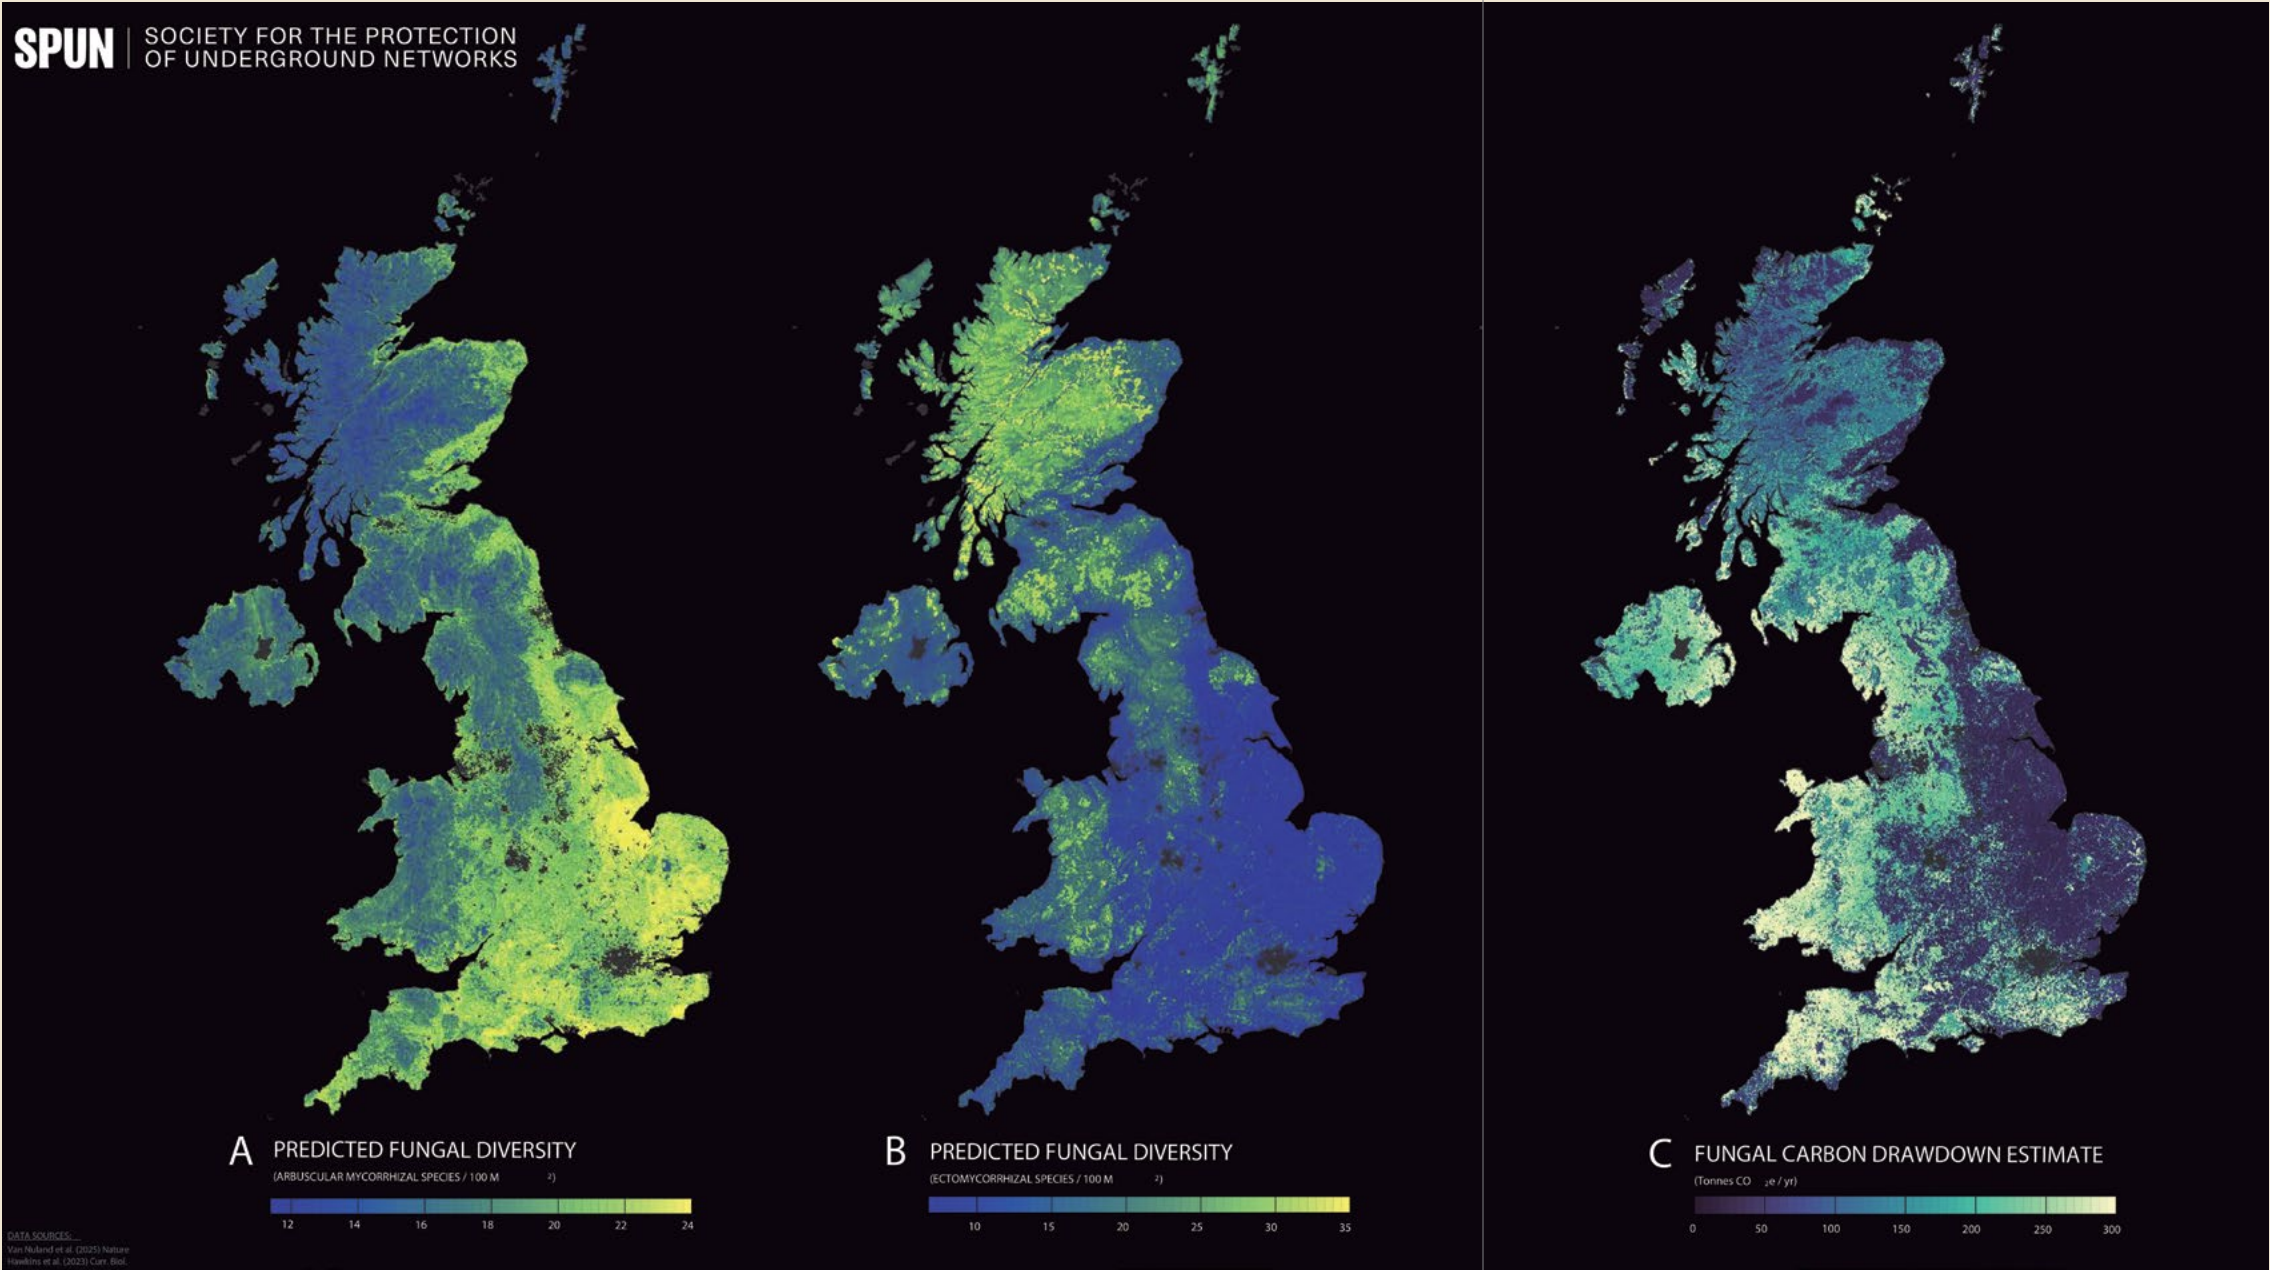 SPUN
SOCIETY FOR THE PROTECTION
OF UNDERGROUND NETWORKS
A PREDICTED FUNGAL DIVERSITY
(ARBUSCULAR MYCORRHIZAL SPECIES / 100 M 2)
12 14 16 18 20 22 24
B PREDICTED FUNGAL DIVERSITY
(ECTOMYCORRHIZAL SPECIES / 100 M 2)
10 15 20 25 30 35
C FUNGAL CARBON DRAWDOWN ESTIMATE
(Tonnes CO 2e / yr)
0 50 100 150 200 250 300
DATA SOURCES:
Van Nuland et al. (2025) Nature
Hawkins et al. (2023) Curr. Biol.